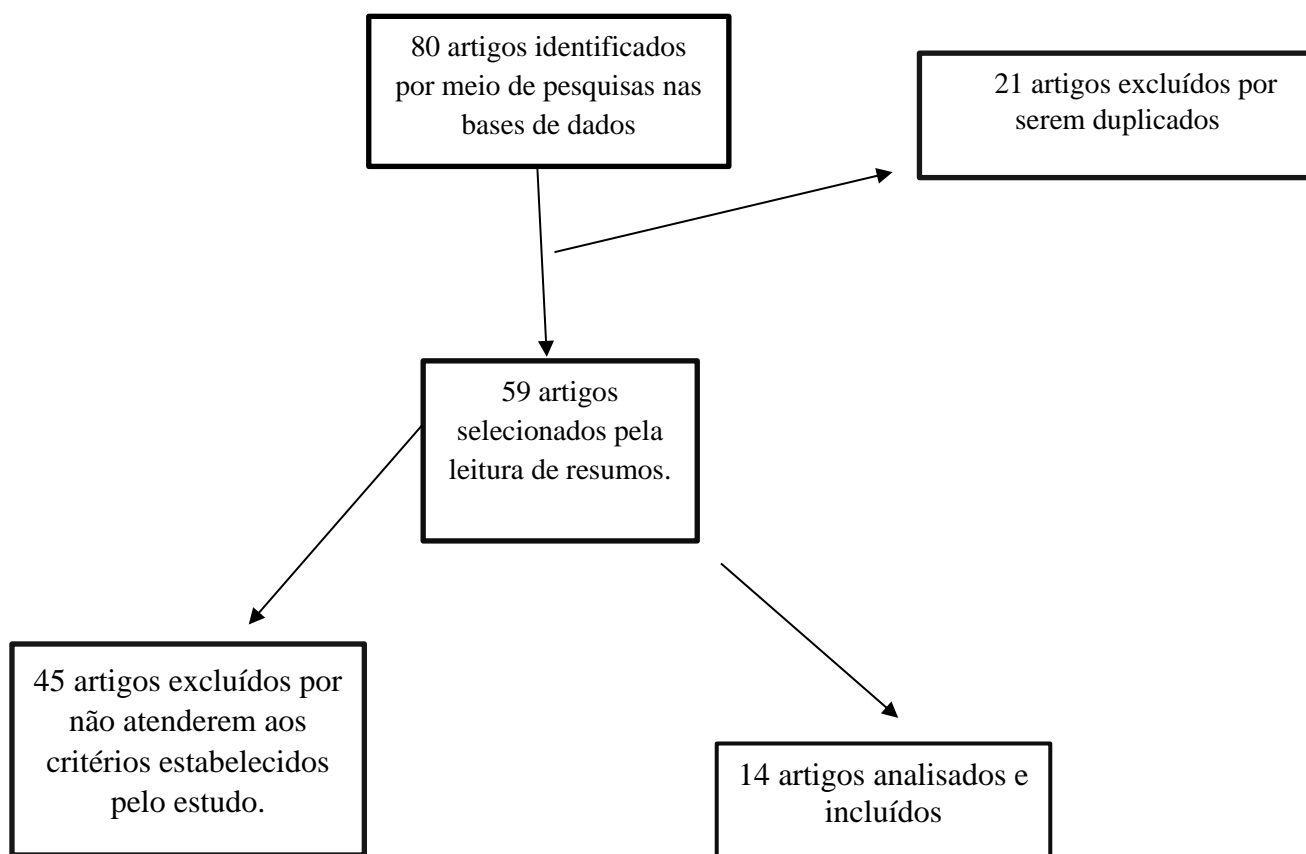 80 artigos identificados
por meio de pesquisas nas
bases de dados
21 artigos excluídos por
serem duplicados
59 artigos
selecionados pela
leitura de resumos.
45 artigos excluídos por
não atenderem aos
critérios estabelecidos
pelo estudo.
14 artigos analisados e
incluídos